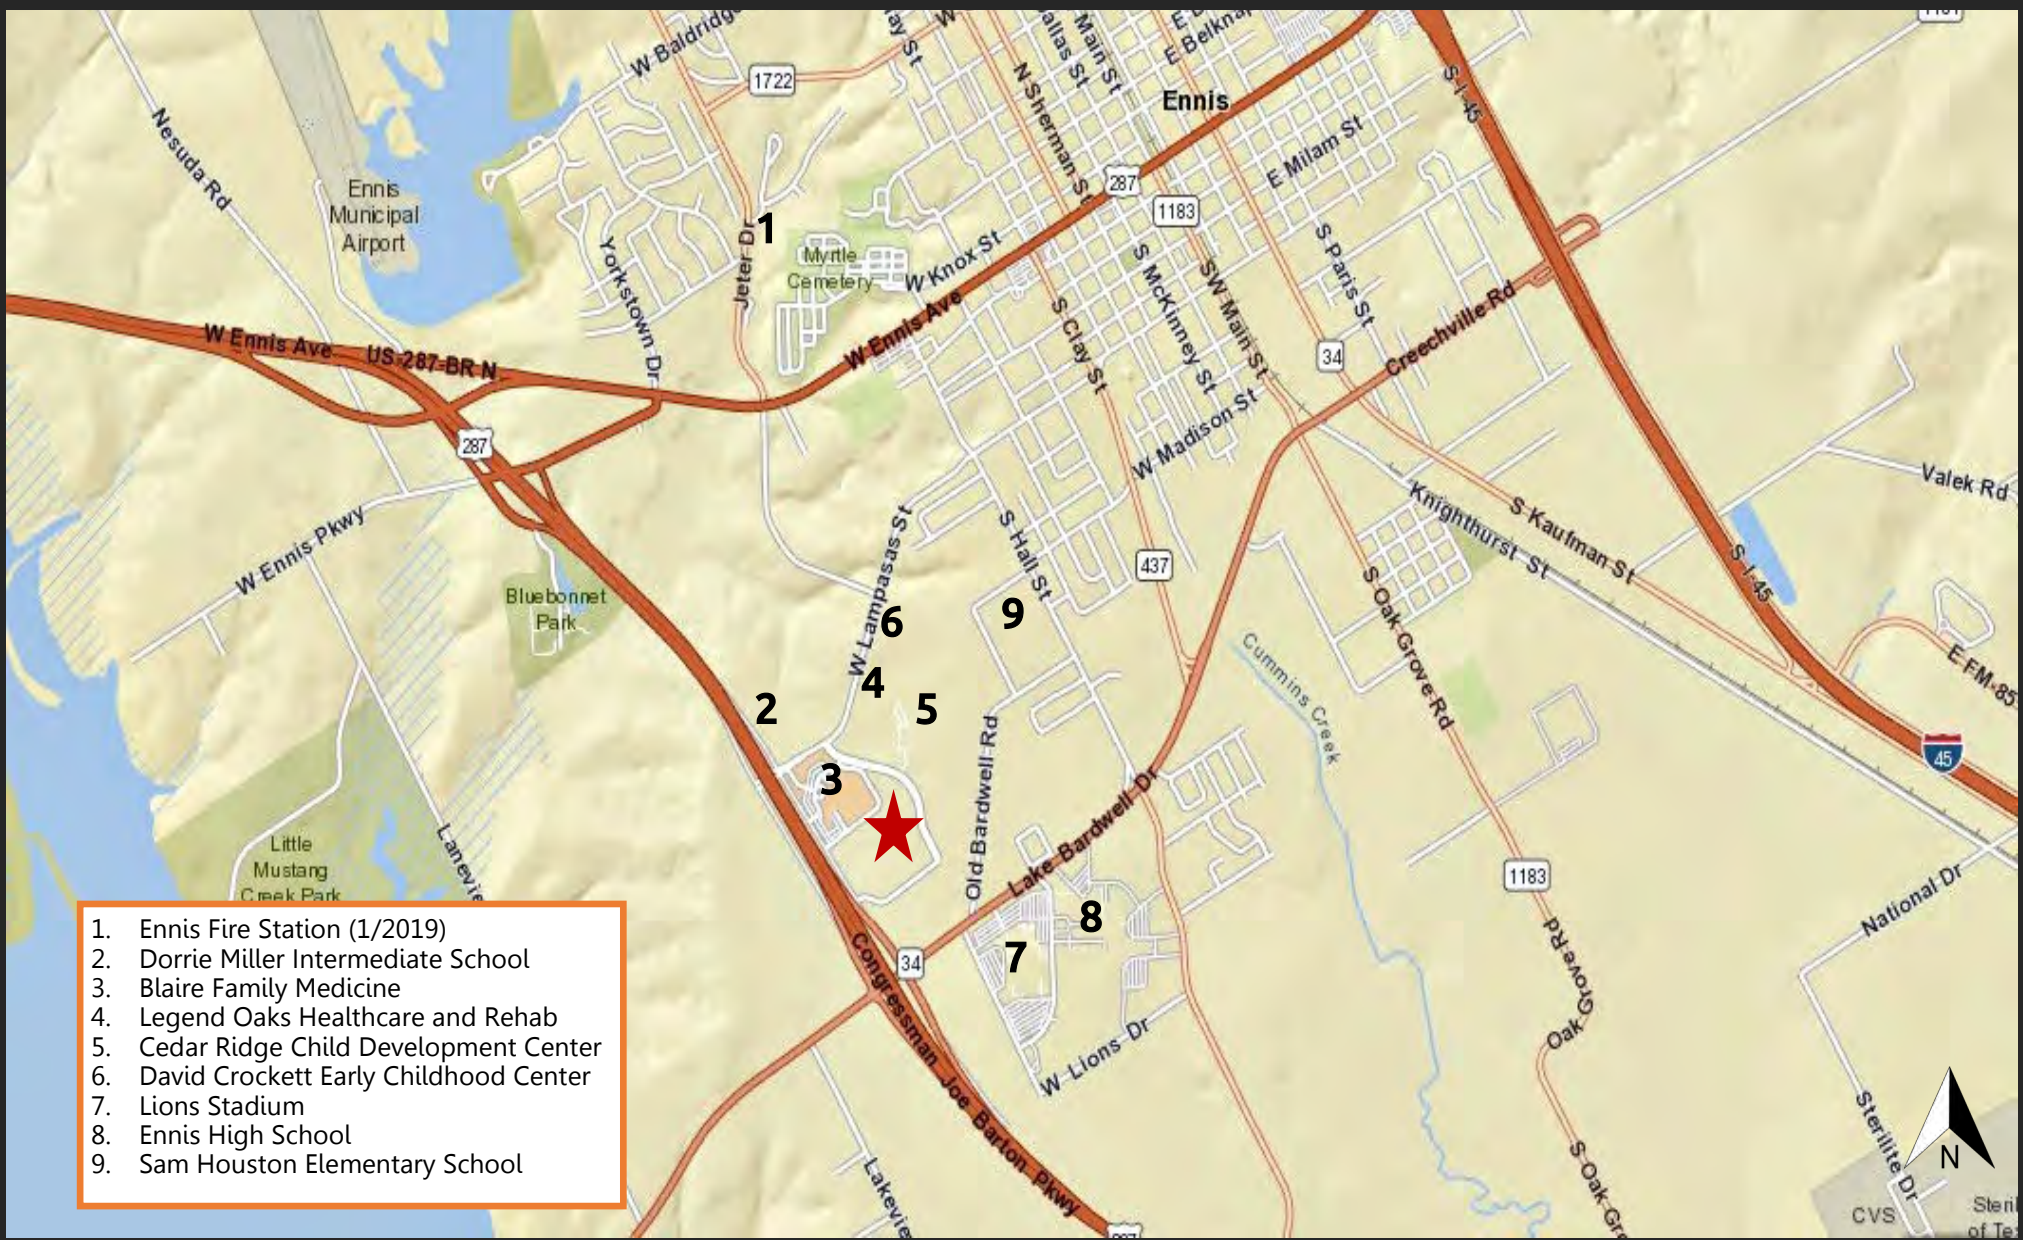 W Baldridge
W
1722
Nesuda Rd
Ennis
Municipal
Airport
Main St
N Sherman St
E Belknap
Ennis
S-I-45
287
1183
E Milam St
1
Jeter Dr
Yorkstown Dr
Myrtle
Cemetery
W Knox St
W Ennis Ave
S McKinney St
SW Main St
S Paris St
S Clay St
34
Creechville Rd
W Ennis Ave
US-287-BR N
287
W Madison St
Valek Rd
Knighthurst St
S Kaufman St
S-I-45
W Ennis Pkwy
Bluebonnet
Park
W Lampasas St
S Hall St
437
6
9
4
5
2
S Oak Grove Rd
Cummins Creek
E FM-85
45
3
Old Bardwell Rd
Lake Bardwell Dr
Little
Mustang
Creek Park
1183
National Dr
8
7
34
Congressman Joe Barton Pkwy
W Lions Dr
Oak Grove Rd
Sterilite Dr
N
CVS
1. Ennis Fire Station (1/2019)
2. Dorrie Miller Intermediate School
3. Blaire Family Medicine
4. Legend Oaks Healthcare and Rehab
5. Cedar Ridge Child Development Center
6. David Crockett Early Childhood Center
7. Lions Stadium
8. Ennis High School
9. Sam Houston Elementary School